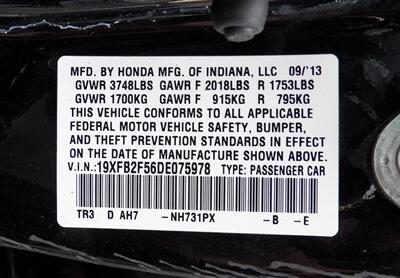 MFD. BY HONDA MFG. OF INDIANA, LLC 09/'13
GVWR 3748LBS GAWR F 2018LBS R 1753LBS
GVWR 1700KG GAWR F 915KG R 795KG
THIS VEHICLE CONFORMS TO ALL APPLICABLE
FEDERAL MOTOR VEHICLE SAFETY, BUMPER,
AND THEFT PREVENTION STANDARDS IN EFFECT
ON THE DATE OF MANUFACTURE SHOWN ABOVE.
V.I.N.: 19XFB2F56DE075978 TYPE: PASSENGER CAR
TR3 D AH7 -NH731PX -B -E